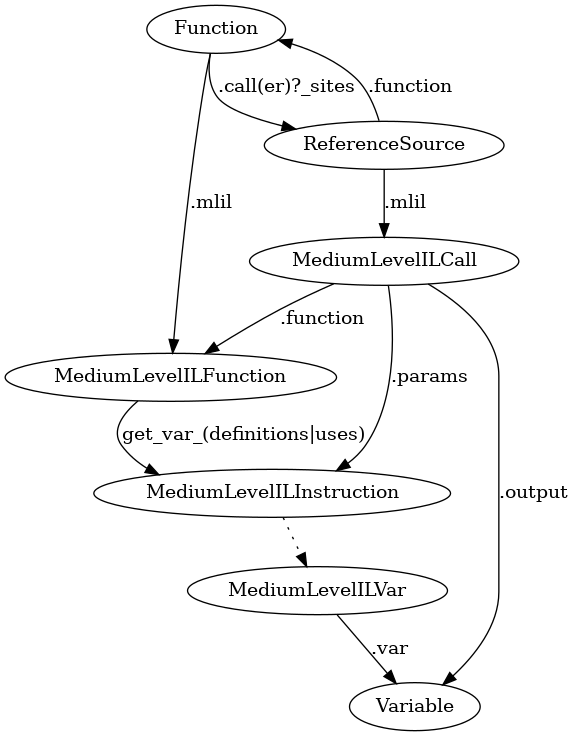 Function
.call(er)?_sites
.function
ReferenceSource
.mlil
.mlil
MediumLevelILCall
.function
MediumLevelILFunction
.params
get_var_(definitions|uses)
MediumLevelILInstruction
.output
MediumLevelILVar
.var
Variable